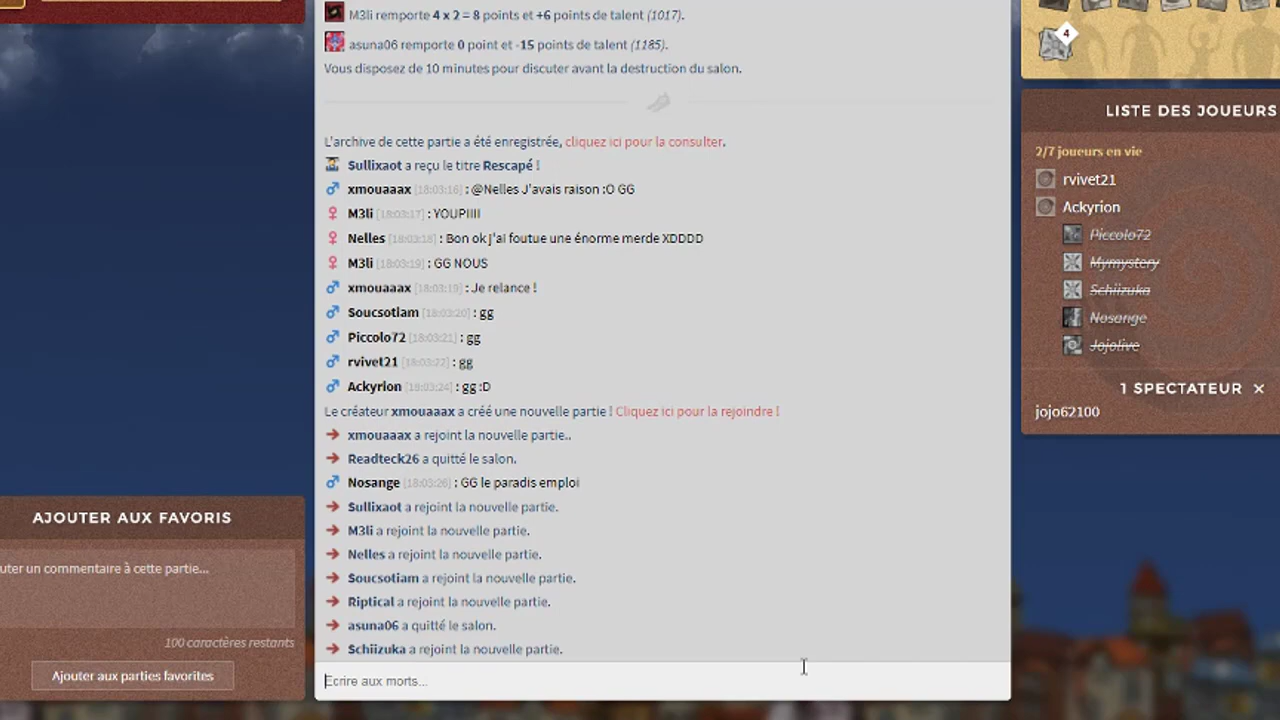 M3li remporte 4 x 2 = 8 points et +6 points de talent (1017).
asuna06 remporte 0 point et -15 points de talent (1185).
Vous disposez de 10 minutes pour discuter avant la destruction du salon.
L'archive de cette partie a été enregistrée, cliquez ici pour la consulter.
Sullixaot a reçu le titre Rescapé !
xmouaaax [18:03:16] : @Nelles J'avais raison :O GG
M3li [18:03:17] : YOUPIIII
Nelles [18:03:18] : Bon ok j'ai foutue une énorme merde XDDDD
M3li [18:03:19] : GG NOUS
xmouaaax [18:03:19] : Je relance !
Soucsotiam [18:03:20] : gg
Piccolo72 [18:03:21] : gg
rvivet21 [18:03:22] : gg
Ackyrion [18:03:24] : gg :D
Le créateur xmouaaax a créé une nouvelle partie ! Cliquez ici pour la rejoindre !
xmouaaax a rejoint la nouvelle partie..
Readteck26 a quitté le salon.
Nosange [18:03:26] : GG le paradis emploi
Sullixaot a rejoint la nouvelle partie.
M3li a rejoint la nouvelle partie.
Nelles a rejoint la nouvelle partie.
Soucsotiam a rejoint la nouvelle partie.
Riptical a rejoint la nouvelle partie.
asuna06 a quitté le salon.
Schiizuka a rejoint la nouvelle partie.
Ecrire aux morts...
AJOUTER AUX FAVORIS
uter un commentaire à cette partie...
100 caractères restants
Ajouter aux parties favorites
4
LISTE DES JOUEURS
2/7 joueurs en vie
rvivet21
Ackyrion
Piccolo72
Mymystery
Schiizuka
Nosange
Jojolive
1 SPECTATEUR ×
jojo62100